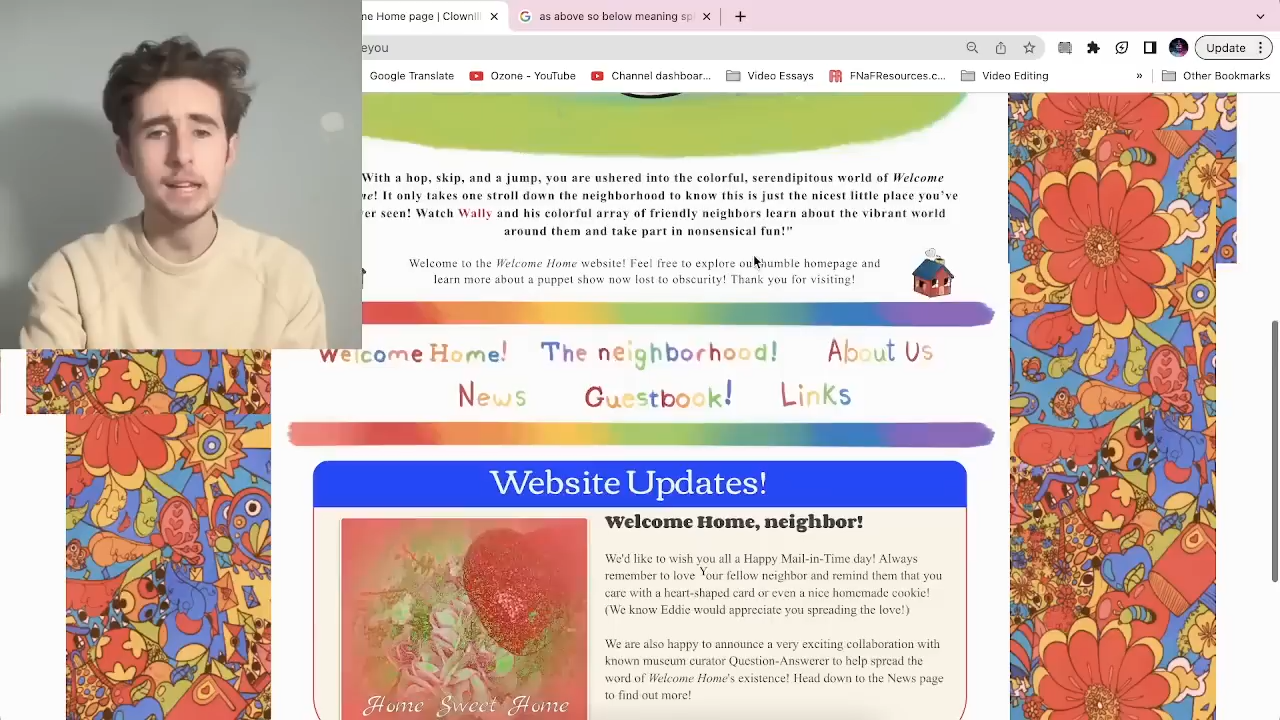 ne Home page | Clownill
as above so below meaning sp
eyou
Update
Google Translate
Ozone - YouTube
Channel dashboar...
Video Essays
FNaFResources.c...
Video Editing
»
Other Bookmarks
With a hop, skip, and a jump, you are ushered into the colorful, serendipitous world of Welcome
me! It only takes one stroll down the neighborhood to know this is just the nicest little place you've
er seen! Watch Wally and his colorful array of friendly neighbors learn about the vibrant world
around them and take part in nonsensical fun!"
Welcome to the Welcome Home website! Feel free to explore our humble homepage and
learn more about a puppet show now lost to obscurity! Thank you for visiting!
Welcome Home! The neighborhood! About Us
News Guestbook! Links
Website Updates!
Welcome Home, neighbor!
We'd like to wish you all a Happy Mail-in-Time day! Always
remember to love Your fellow neighbor and remind them that you
care with a heart-shaped card or even a nice homemade cookie!
(We know Eddie would appreciate you spreading the love!)
We are also happy to announce a very exciting collaboration with
known museum curator Question-Answerer to help spread the
word of Welcome Home's existence! Head down to the News page
to find out more!
Home Sweet Home